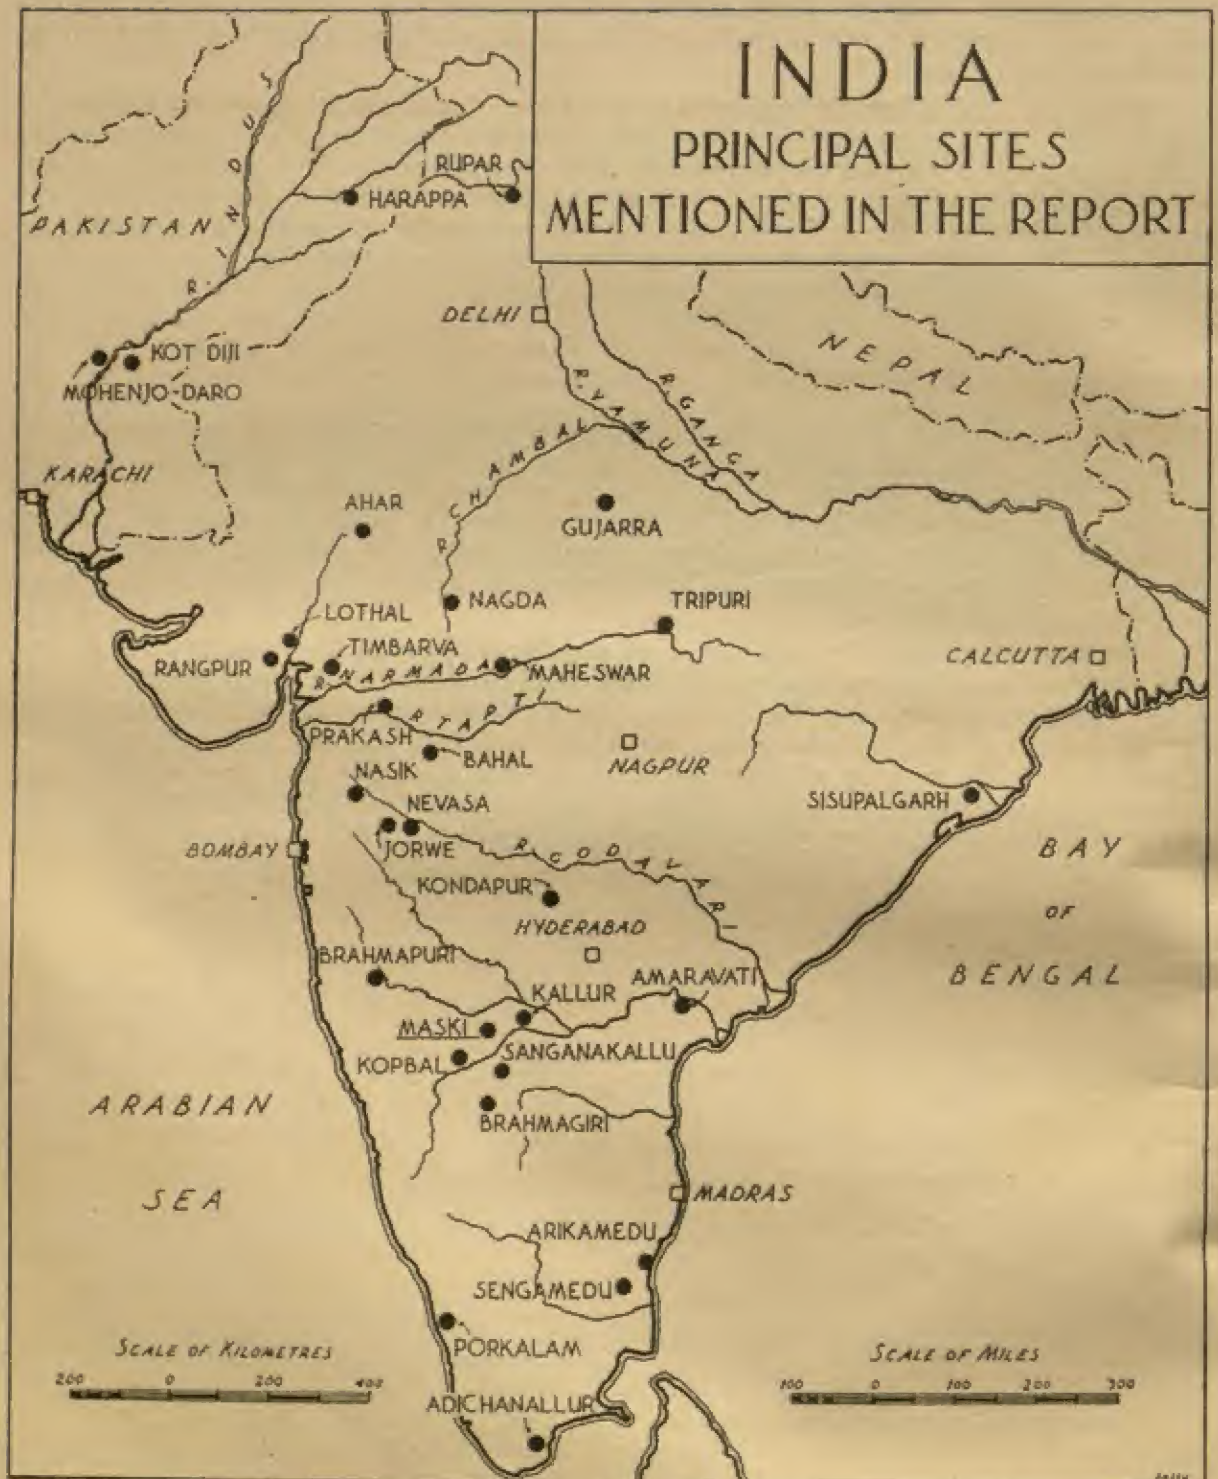 INDIA
PRINCIPAL SITES
MENTIONED IN THE REPORT
R. INDUS
RUPAR
HARAPPA
PAKISTAN
DELHI
NEPAL
KOT DIJI
MOHENJO-DARO
R. YAMUNA
R. GANGA
R. CHAMBAL
KARACHI
AHAR
GUJARRA
NAGDA
TRIPURI
LOTHAL
TIMBARVA
RANGPUR
R. NARMADA
MAHESWAR
CALCUTTA
R TAPTI
PRAKASH
BAHAL
NAGPUR
NASIK
NEVASA
SISUPALGARH
JORWE
BOMBAY
R. GODAVARI
BAY
OF
BENGAL
KONDAPUR
HYDERABAD
BRAHMAPURI
AMARAVATI
KALLUR
MASKI
SANGANAKALLU
KOPBAL
ARABIAN
SEA
BRAHMAGIRI
MADRAS
ARIKAMEDU
SENGAMEDU
PORKALAM
ADICHANALLUR
SCALE OF KILOMETRES
200 0 200 400
SCALE OF MILES
100 0 100 200 300